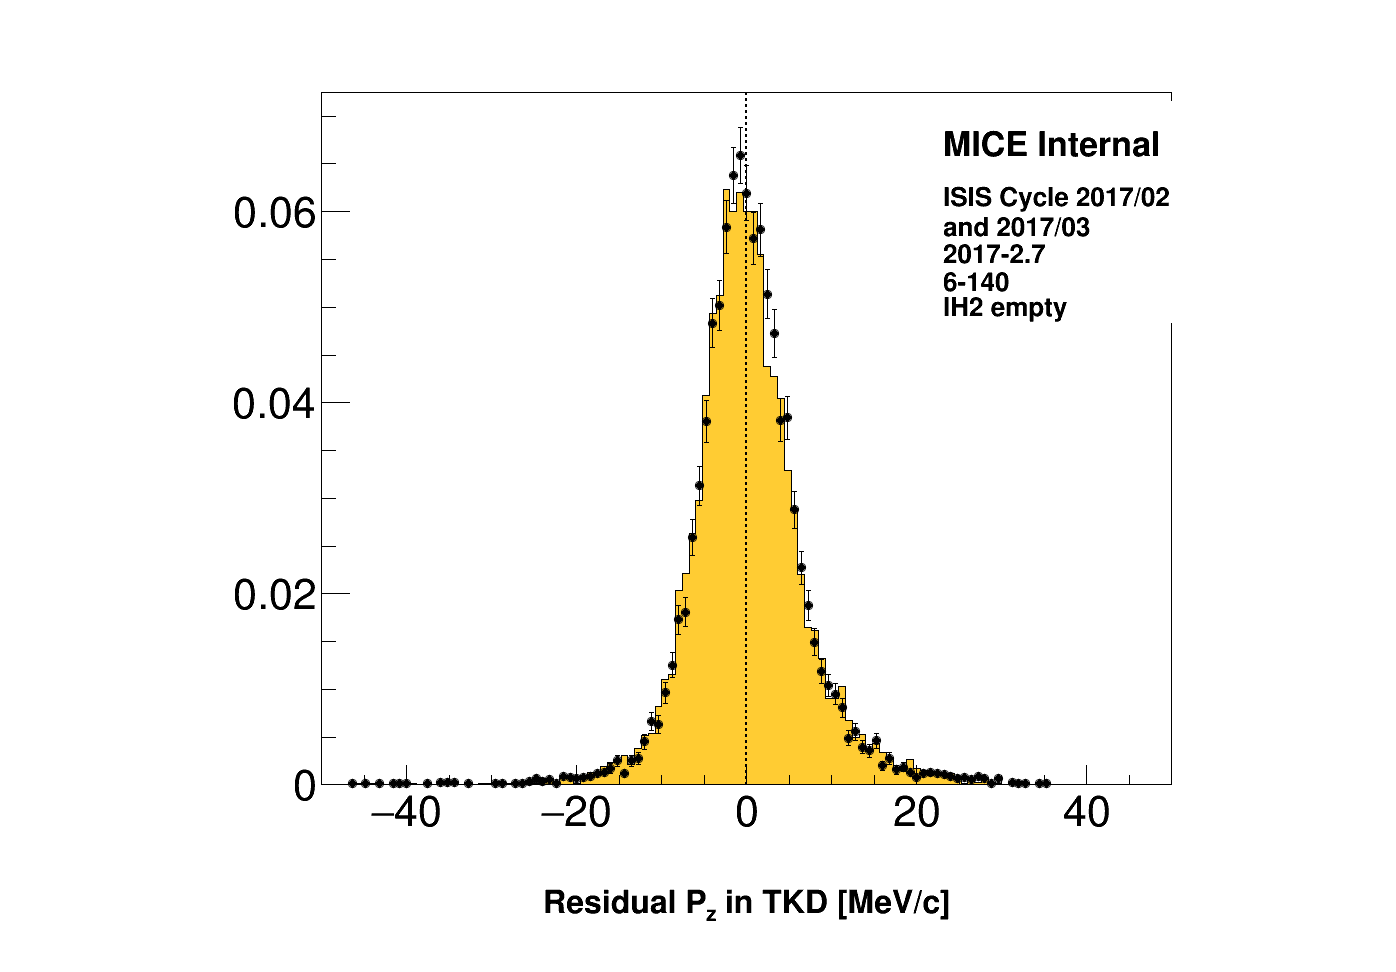 MICE Internal
ISIS Cycle 2017/02
and 2017/03
2017-2.7
6-140
IH2 empty
0.06
0.04
0.02
0
−40 −20 0 20 40
Residual Pz in TKD [MeV/c]